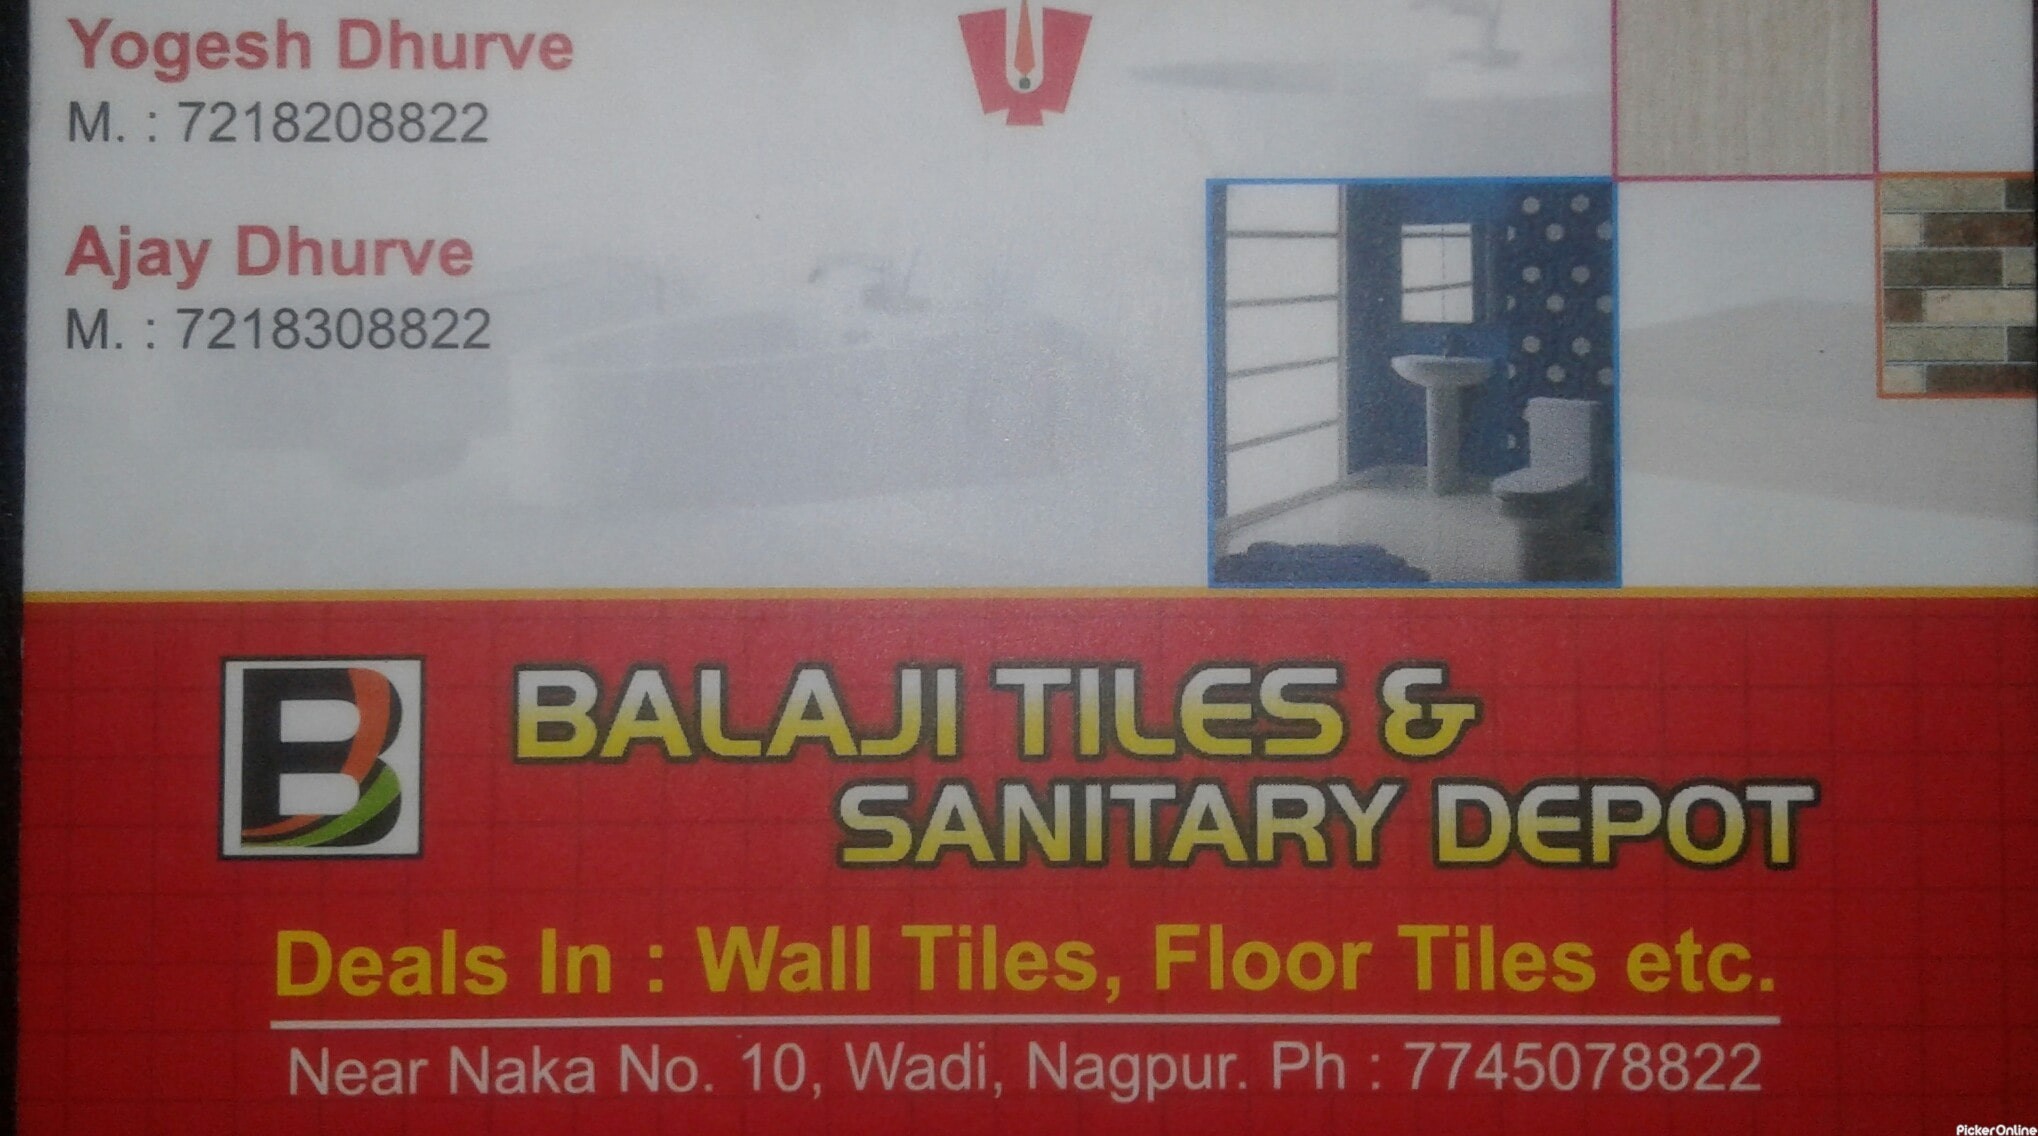 Yogesh Dhurve
M. : 7218208822
Ajay Dhurve
M. : 7218308822
B
BALAJI TILES &
SANITARY DEPOT
Deals In : Wall Tiles, Floor Tiles etc.
Near Naka No. 10, Wadi, Nagpur. Ph : 7745078822
PickerOnline